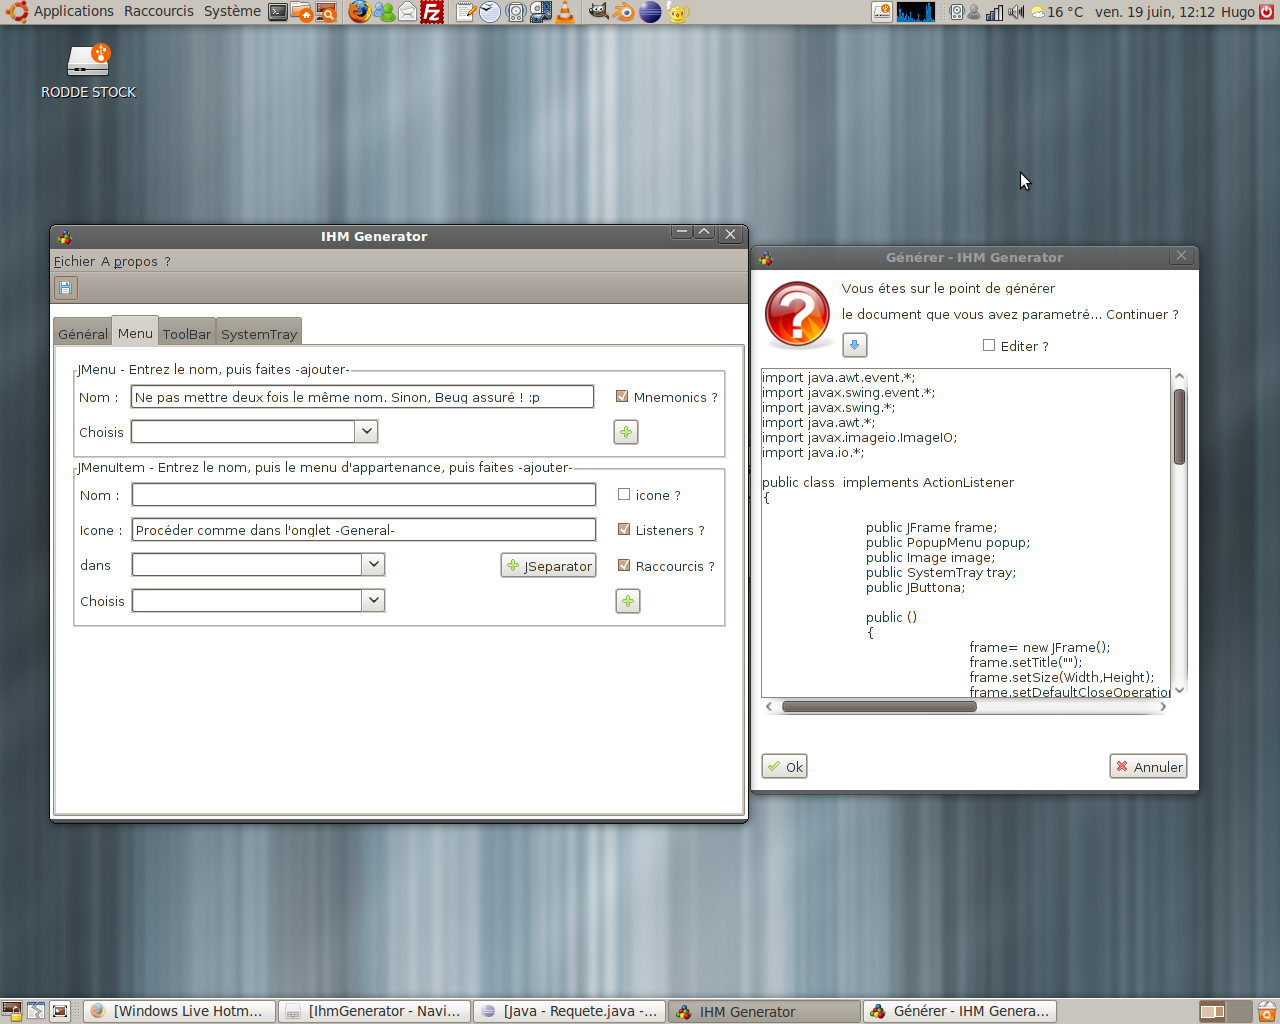 Applications Raccourcis Système
16 °C ven. 19 juin, 12:12 Hugo
RODDE STOCK
IHM Generator
Fichier A propos ?
Général Menu ToolBar SystemTray
JMenu - Entrez le nom, puis faites -ajouter-
Nom : Ne pas mettre deux fois le même nom. Sinon, Beug assuré ! :p Mnemonics ?
Choisis
JMenuItem - Entrez le nom, puis le menu d'appartenance, puis faites -ajouter-
Nom : icone ?
Icone : Procéder comme dans l'onglet -General- Listeners ?
dans JSeparator Raccourcis ?
Choisis
Générer - IHM Generator
Vous étes sur le point de générer
le document que vous avez parametré... Continuer ?
Editer ?
import java.awt.event.*;
import javax.swing.event.*;
import javax.swing.*;
import java.awt.*;
import javax.imageio.ImageIO;
import java.io.*;
public class  implements ActionListener
{
public JFrame frame;
public PopupMenu popup;
public Image image;
public SystemTray tray;
public JButtona;
public ()
{
frame= new JFrame();
frame.setTitle("");
frame.setSize(Width,Height);
frame.setDefaultCloseOperation
Ok Annuler
[Windows Live Hotm... [IhmGenerator - Navi... [Java - Requete.java -... IHM Generator Générer - IHM Genera...